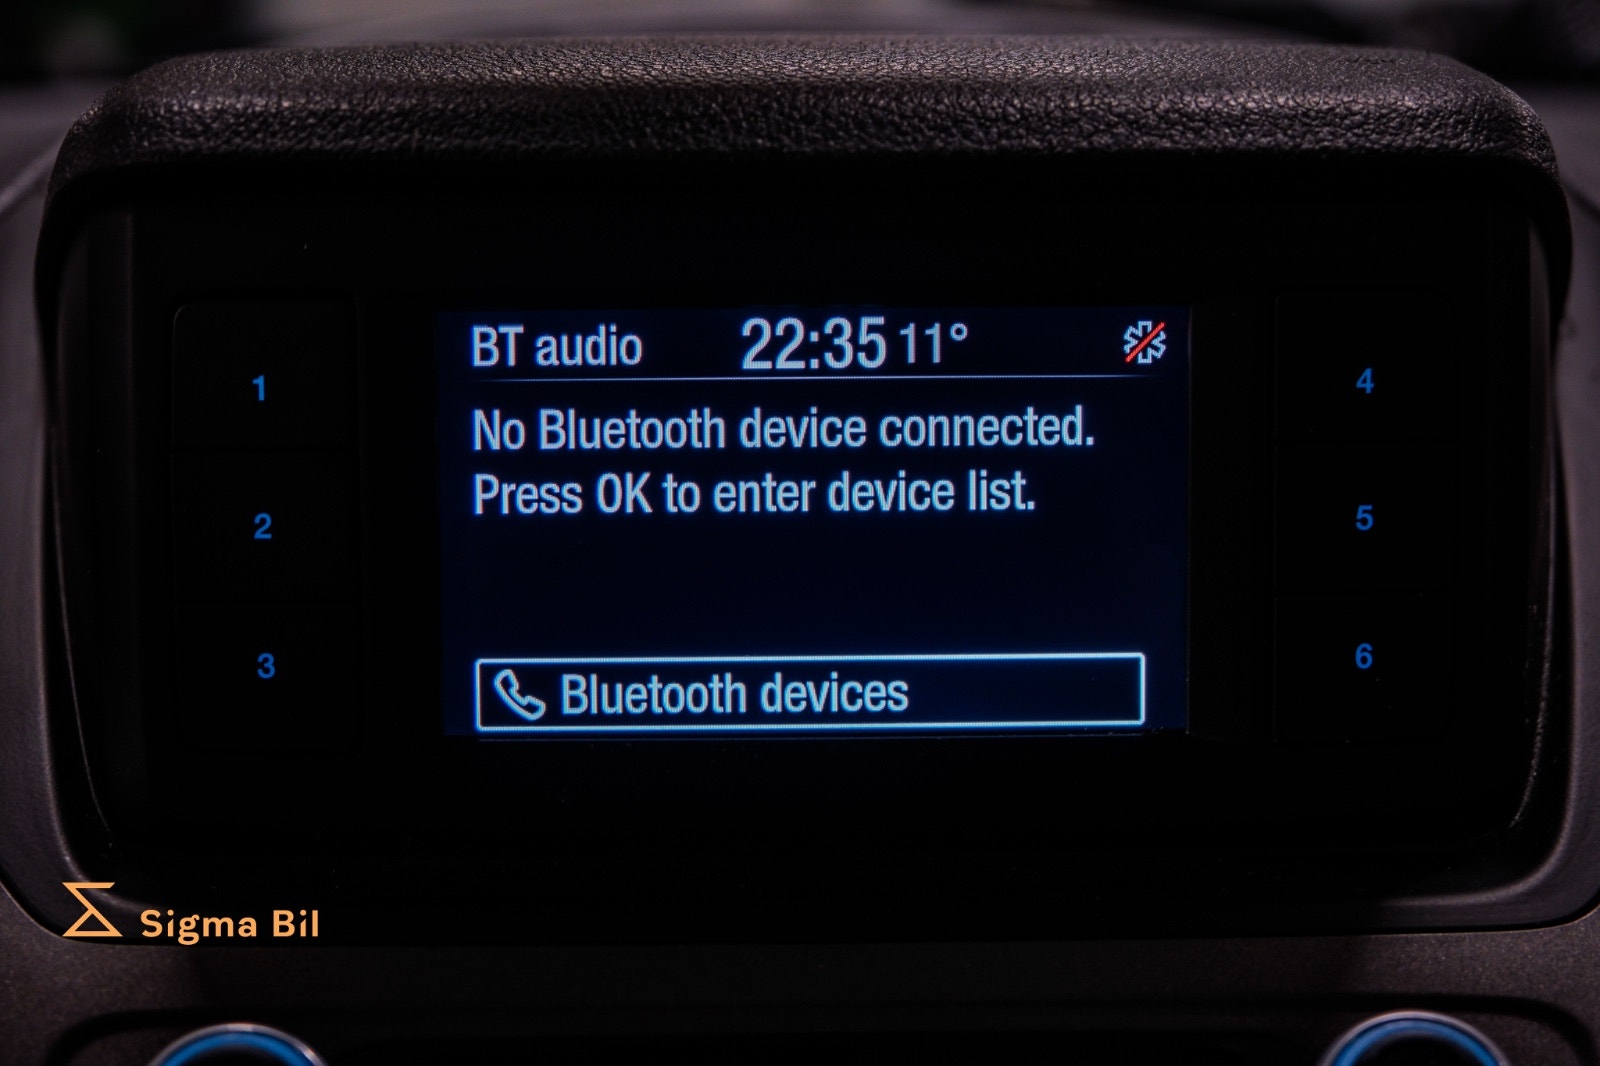 BT audio 22:35 11°
No Bluetooth device connected.
Press OK to enter device list.
Bluetooth devices
1
2
3
4
5
6
Sigma Bil